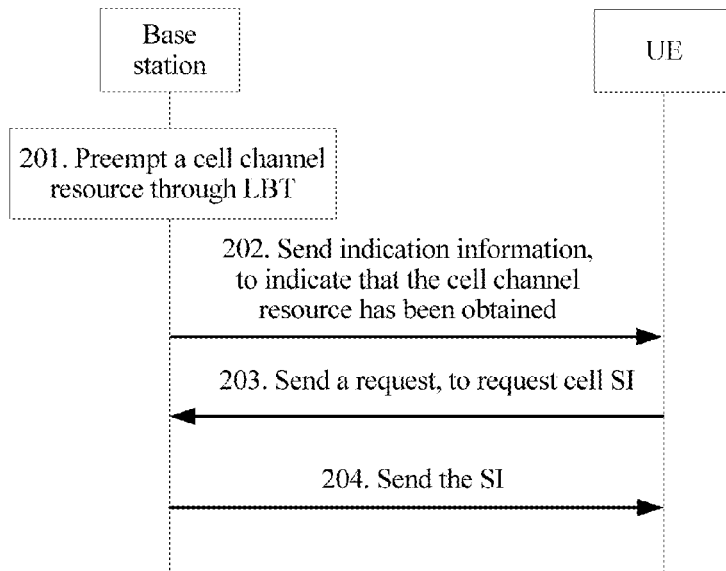 Base
station
UE
201. Preempt a cell channel
resource through LBT
202. Send indication information,
to indicate that the cell channel
resource has been obtained
203. Send a request, to request cell SI
204. Send the SI